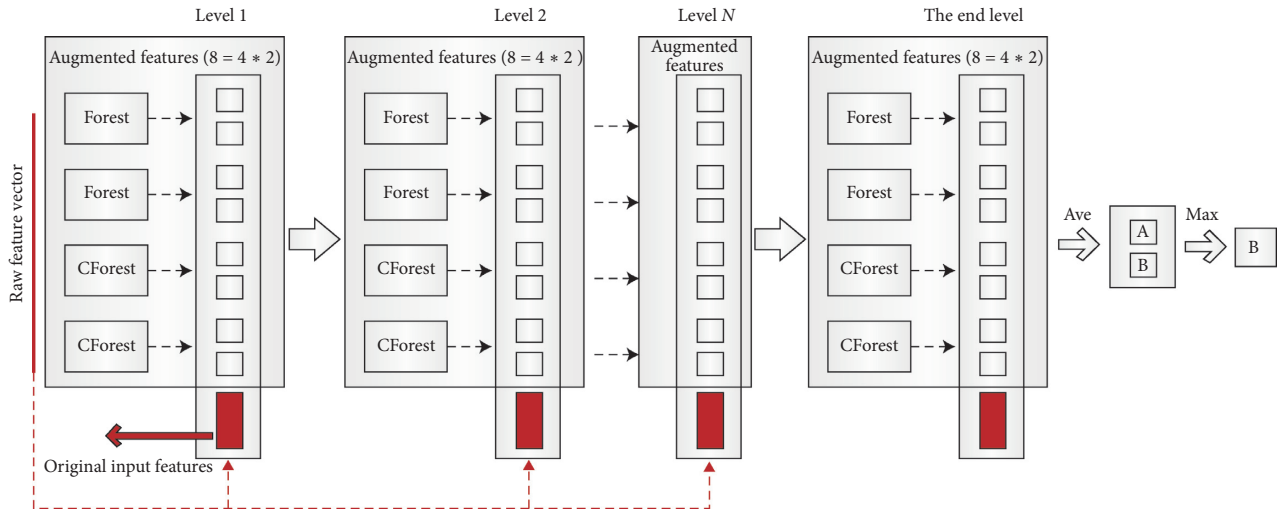 Level 1
Level 2
Level N
The end level
Raw feature vector
Augmented features (8 = 4 * 2)
Forest
Forest
CForest
CForest
Original input features
Augmented features (8 = 4 * 2 )
Forest
Forest
CForest
CForest
Augmented
features
Augmented features (8 = 4 * 2)
Forest
Forest
CForest
CForest
Ave
A
B
Max
B